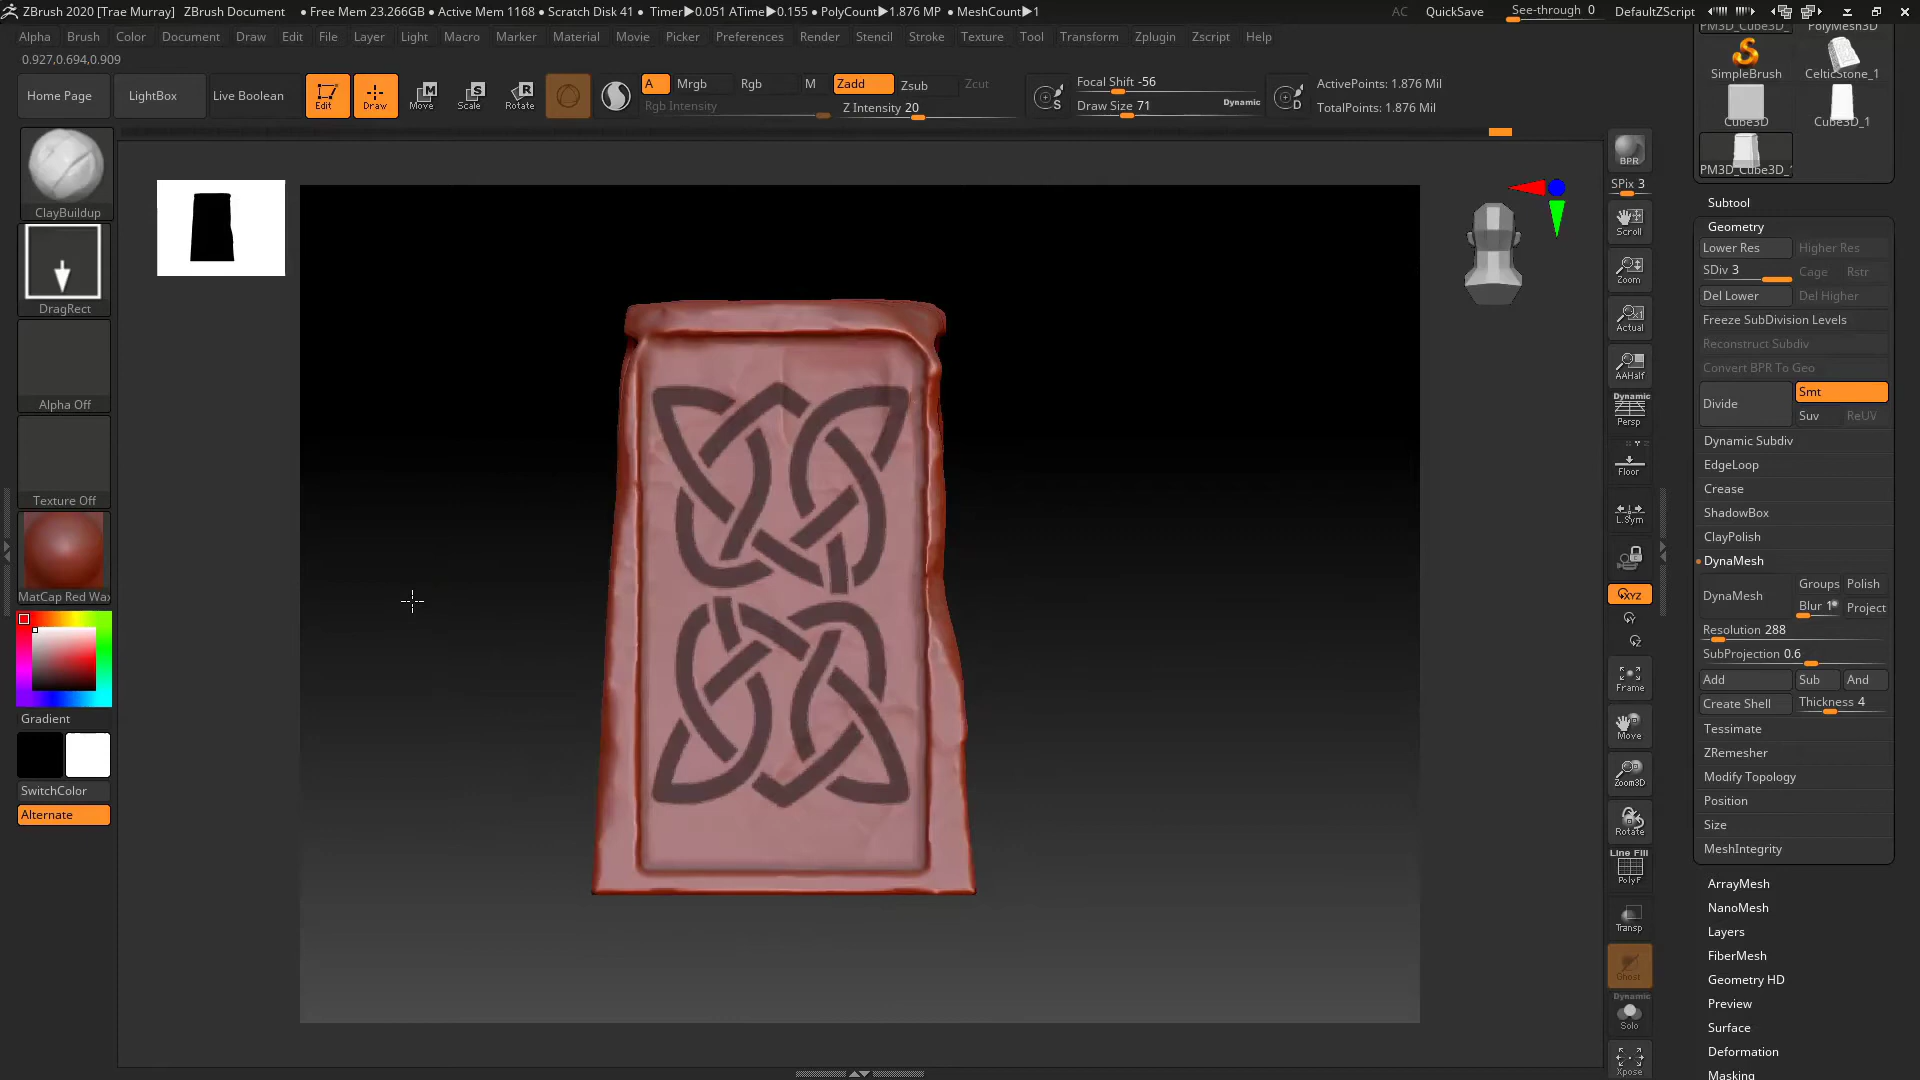 ZBrush 2020 [Trae Murray] ZBrush Document • Free Mem 23.266GB • Active Mem 1168 • Scratch Disk 41 • Timer▶0.051 ATime▶0.155 • PolyCount▶1.876 MP • MeshCount▶1 AC QuickSave See-through 0 DefaultZScript
Alpha Brush Color Document Draw Edit File Layer Light Macro Marker Material Movie Picker Preferences Render Stencil Stroke Texture Tool Transform Zplugin Zscript Help
0.927,0.694,0.909
Home Page LightBox Live Boolean Edit Draw Move Scale Rotate
A Mrgb Rgb M Zadd Zsub Zcut
Rgb Intensity Z Intensity 20
Focal Shift -56
Draw Size 71 Dynamic
ActivePoints: 1.876 Mil
TotalPoints: 1.876 Mil
ClayBuildup
DragRect
Alpha Off
Texture Off
MatCap Red Wax
Gradient
SwitchColor
Alternate
BPR
SPix 3
Scroll
Zoom
Actual
AAHalf
Dynamic
Persp
Floor
L.Sym
XYZ
Frame
Move
Zoom3D
Rotate
Line Fill
PolyF
Transp
Ghost
Dynamic
Solo
Xpose
PM3D_Cube3D_ PolyMesh3D
SimpleBrush CelticStone_1
Cube3D Cube3D_1
PM3D_Cube3D_1
Subtool
Geometry
Lower Res Higher Res
SDiv 3 Cage Rstr
Del Lower Del Higher
Freeze SubDivision Levels
Reconstruct Subdiv
Convert BPR To Geo
Divide Smt
Suv ReUV
Dynamic Subdiv
EdgeLoop
Crease
ShadowBox
ClayPolish
DynaMesh
DynaMesh Groups Polish
Blur 1 Project
Resolution 288
SubProjection 0.6
Add Sub And
Create Shell Thickness 4
Tessimate
ZRemesher
Modify Topology
Position
Size
MeshIntegrity
ArrayMesh
NanoMesh
Layers
FiberMesh
Geometry HD
Preview
Surface
Deformation
Masking